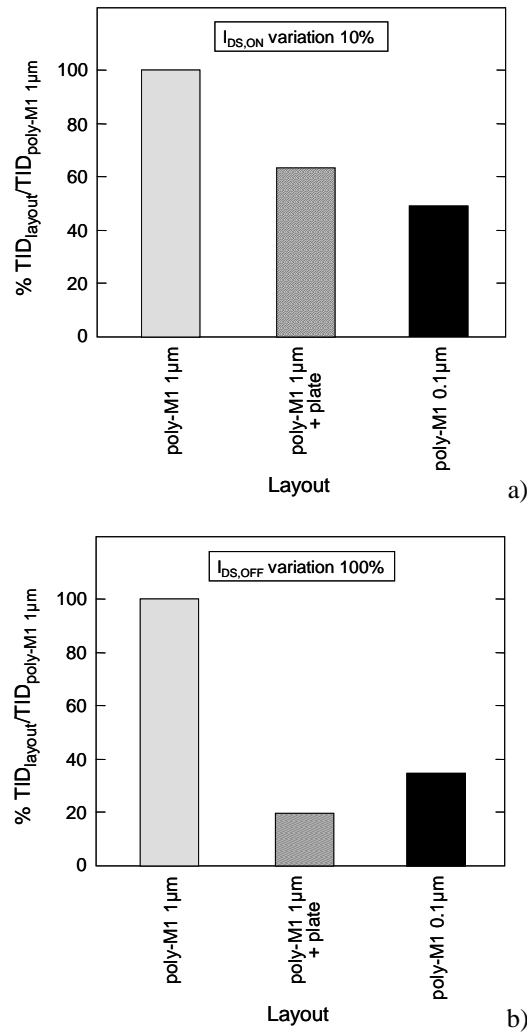 I_DS,ON variation 10%
% TID_layout/TID_poly-M1 1µm
100
80
60
40
20
0
poly-M1 1µm
poly-M1 1µm
+ plate
poly-M1 0.1µm
Layout
a)
I_DS,OFF variation 100%
% TID_layout/TID_poly-M1 1µm
100
80
60
40
20
0
poly-M1 1µm
poly-M1 1µm
+ plate
poly-M1 0.1µm
Layout
b)